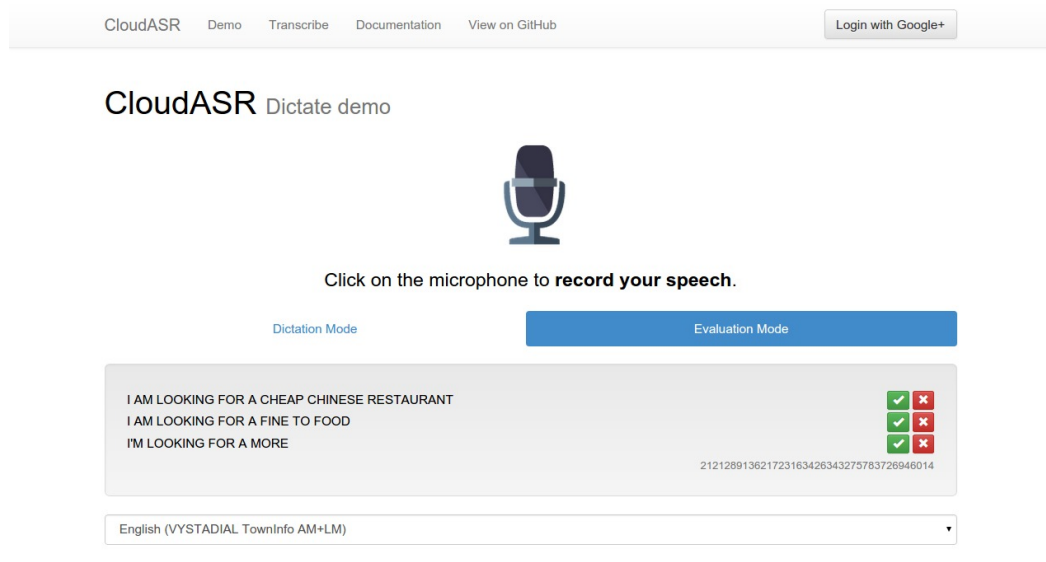 CloudASR Demo Transcribe Documentation View on GitHub Login with Google+
CloudASR Dictate demo
Click on the microphone to record your speech.
Dictation Mode Evaluation Mode
I AM LOOKING FOR A CHEAP CHINESE RESTAURANT
I AM LOOKING FOR A FINE TO FOOD
I'M LOOKING FOR A MORE
212128913621723163426343275783726946014
English (VYSTADIAL TownInfo AM+LM)